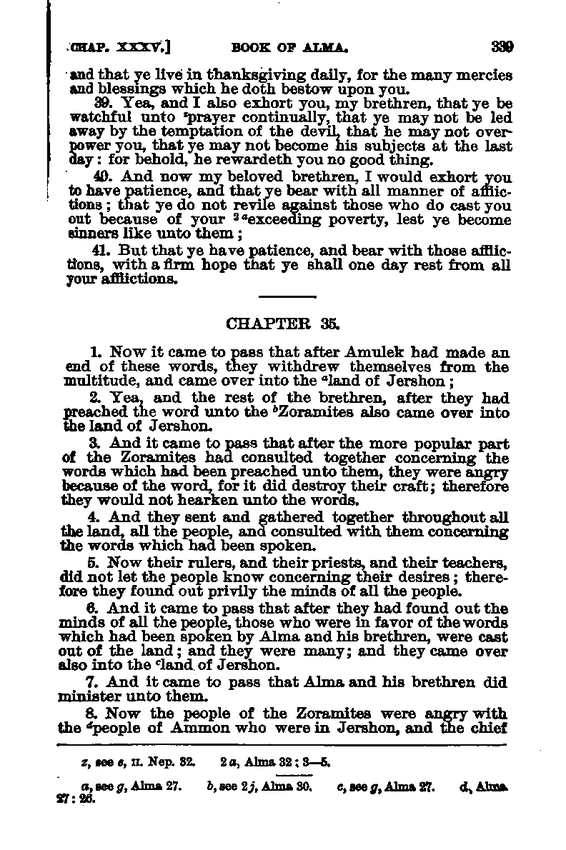 CHAP. XXXV.] BOOK OF ALMA. 339
and that ye live in thanksgiving daily, for the many mercies
and blessings which he doth bestow upon you.
39. Yea, and I also exhort you, my brethren, that ye be
watchful unto ᶻprayer continually, that ye may not be led
away by the temptation of the devil, that he may not over-
power you, that ye may not become his subjects at the last
day: for behold, he rewardeth you no good thing.
40. And now my beloved brethren, I would exhort you
to have patience, and that ye bear with all manner of afflic-
tions; that ye do not revile against those who do cast you
out because of your ²ᵃexceeding poverty, lest ye become
sinners like unto them;
41. But that ye have patience, and bear with those afflic-
tions, with a firm hope that ye shall one day rest from all
your afflictions.
CHAPTER 35.
1. Now it came to pass that after Amulek had made an
end of these words, they withdrew themselves from the
multitude, and came over into the ᵃland of Jershon;
2. Yea, and the rest of the brethren, after they had
preached the word unto the ᵇZoramites also came over into
the land of Jershon.
3. And it came to pass that after the more popular part
of the Zoramites had consulted together concerning the
words which had been preached unto them, they were angry
because of the word, for it did destroy their craft; therefore
they would not hearken unto the words.
4. And they sent and gathered together throughout all
the land, all the people, and consulted with them concerning
the words which had been spoken.
5. Now their rulers, and their priests, and their teachers,
did not let the people know concerning their desires; there-
fore they found out privily the minds of all the people.
6. And it came to pass that after they had found out the
minds of all the people, those who were in favor of the words
which had been spoken by Alma and his brethren, were cast
out of the land; and they were many; and they came over
also into the ᶜland of Jershon.
7. And it came to pass that Alma and his brethren did
minister unto them.
8. Now the people of the Zoramites were angry with
the ᵈpeople of Ammon who were in Jershon, and the chief
z, see e, II. Nep. 32. 2 a, Alma 32: 3—5.
a, see g, Alma 27. b, see 2 j, Alma 30. c, see g, Alma 27. d, Alma
27: 26.